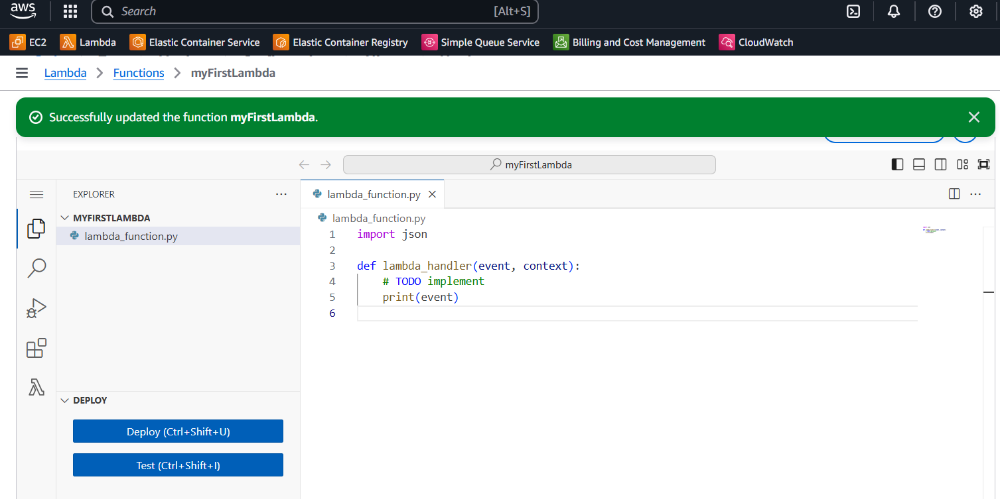 aws
Search [Alt+S]
EC2 Lambda Elastic Container Service Elastic Container Registry Simple Queue Service Billing and Cost Management CloudWatch
Lambda > Functions > myFirstLambda
Successfully updated the function myFirstLambda.
myFirstLambda
EXPLORER
MYFIRSTLAMBDA
lambda_function.py
DEPLOY
Deploy (Ctrl+Shift+U)
Test (Ctrl+Shift+I)
lambda_function.py
lambda_function.py
1 import json
2
3 def lambda_handler(event, context):
4 # TODO implement
5 print(event)
6